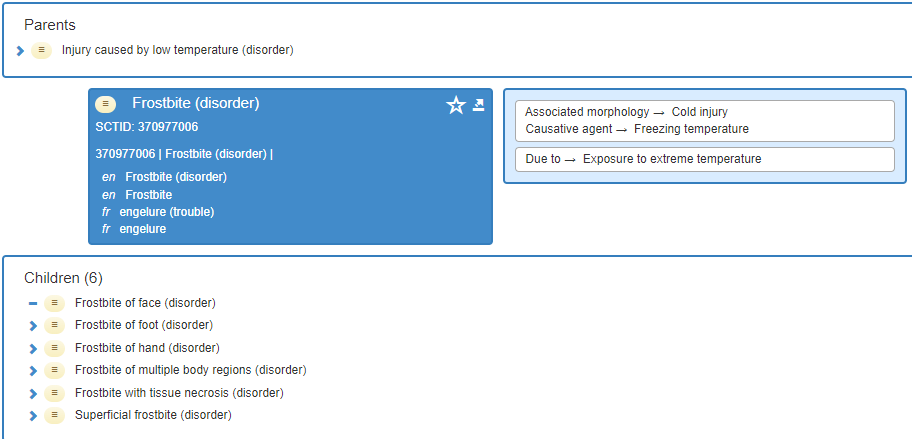 Parents
Injury caused by low temperature (disorder)
Frostbite (disorder)
SCTID: 370977006
370977006 | Frostbite (disorder) |
en Frostbite (disorder)
en Frostbite
fr engelure (trouble)
fr engelure
Associated morphology → Cold injury
Causative agent → Freezing temperature
Due to → Exposure to extreme temperature
Children (6)
Frostbite of face (disorder)
Frostbite of foot (disorder)
Frostbite of hand (disorder)
Frostbite of multiple body regions (disorder)
Frostbite with tissue necrosis (disorder)
Superficial frostbite (disorder)